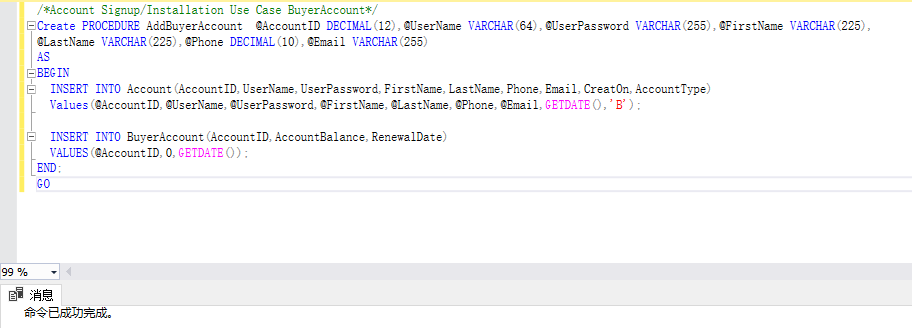 /*Account Signup/Installation Use Case BuyerAccount*/
Create PROCEDURE AddBuyerAccount  @AccountID DECIMAL(12),@UserName VARCHAR(64),@UserPassword VARCHAR(255),@FirstName VARCHAR(225),
@LastName VARCHAR(225),@Phone DECIMAL(10),@Email VARCHAR(255)
AS
BEGIN
INSERT INTO Account(AccountID,UserName,UserPassword,FirstName,LastName,Phone,Email,CreatOn,AccountType)
Values(@AccountID,@UserName,@UserPassword,@FirstName,@LastName,@Phone,@Email,GETDATE(),'B');
INSERT INTO BuyerAccount(AccountID,AccountBalance,RenewalDate)
VALUES(@AccountID,0,GETDATE());
END;
GO
99 %
消息
命令已成功完成。